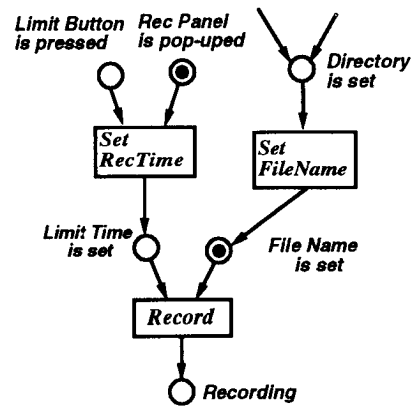 Limit Button
is pressed
Rec Panel
is pop-uped
Directory
is set
Set
RecTime
Set
FileName
Limit Time
is set
File Name
is set
Record
Recording